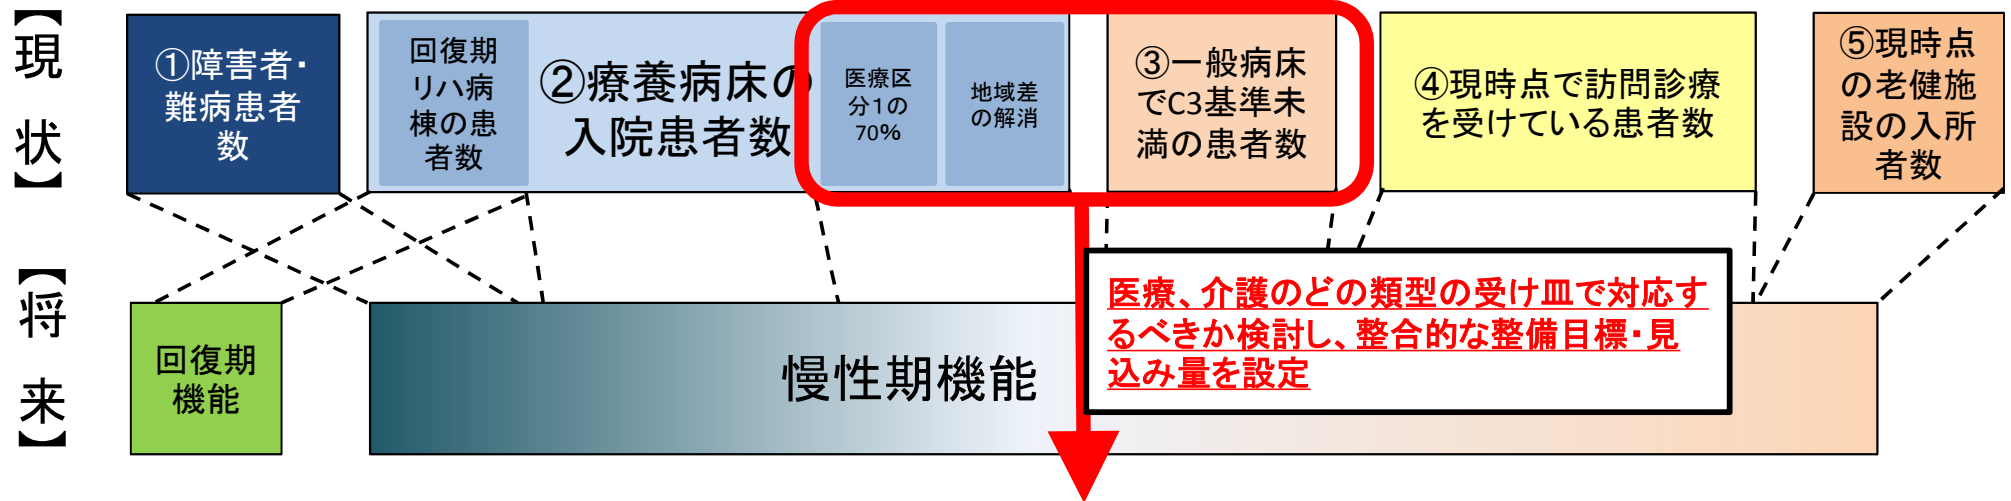 【現状】
①障害者・
難病患者
数
回復期
リハ病
棟の患
者数
②療養病床の
入院患者数
医療区
分1の
70%
地域差
の解消
③一般病床
でC3基準未
満の患者数
④現時点で訪問診療
を受けている患者数
⑤現時点
の老健施
設の入所
者数
【将来】
回復期
機能
慢性期機能
医療、介護のどの類型の受け皿で対応す
るべきか検討し、整合的な整備目標・見
込み量を設定